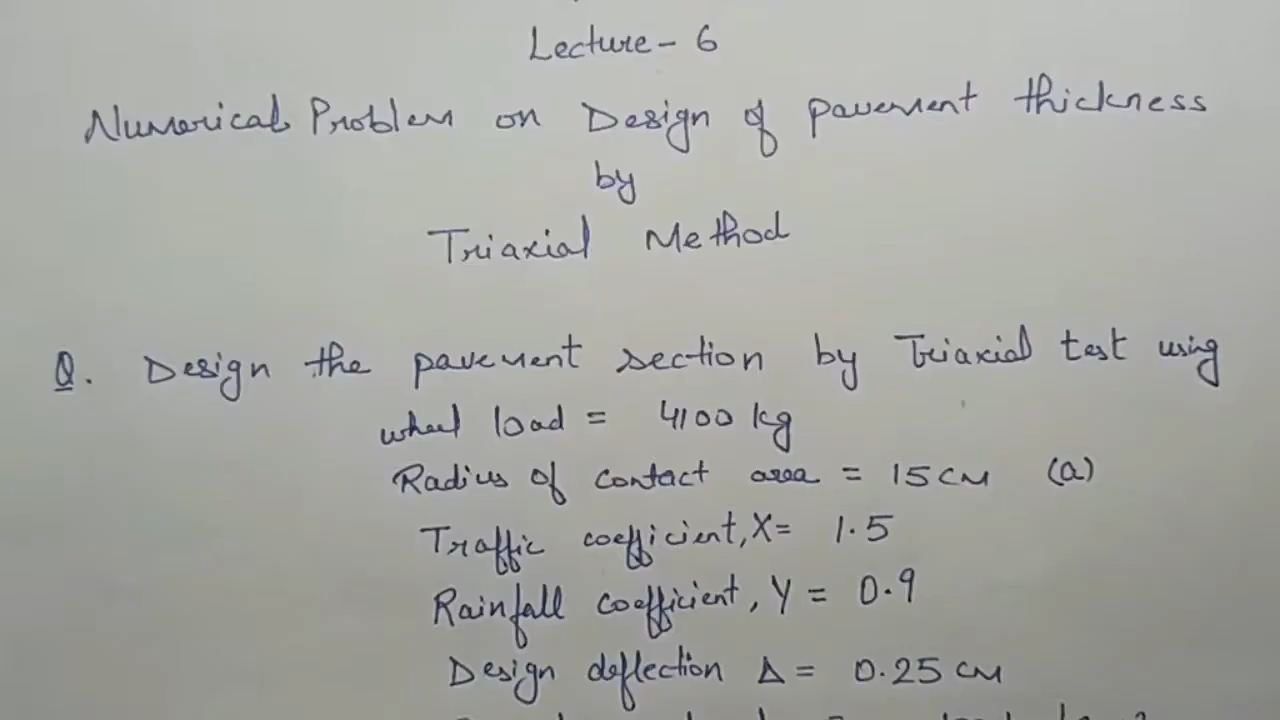 Lecture - 6
Numerical Problem on Design of pavement thickness
by
Triaxial Method
Q. Design the pavement section by Triaxial test using
wheel load = 4100 kg
Radius of contact area = 15 cm (a)
Traffic coefficient, X = 1.5
Rainfall coefficient, Y = 0.9
Design deflection Δ = 0.25 cm